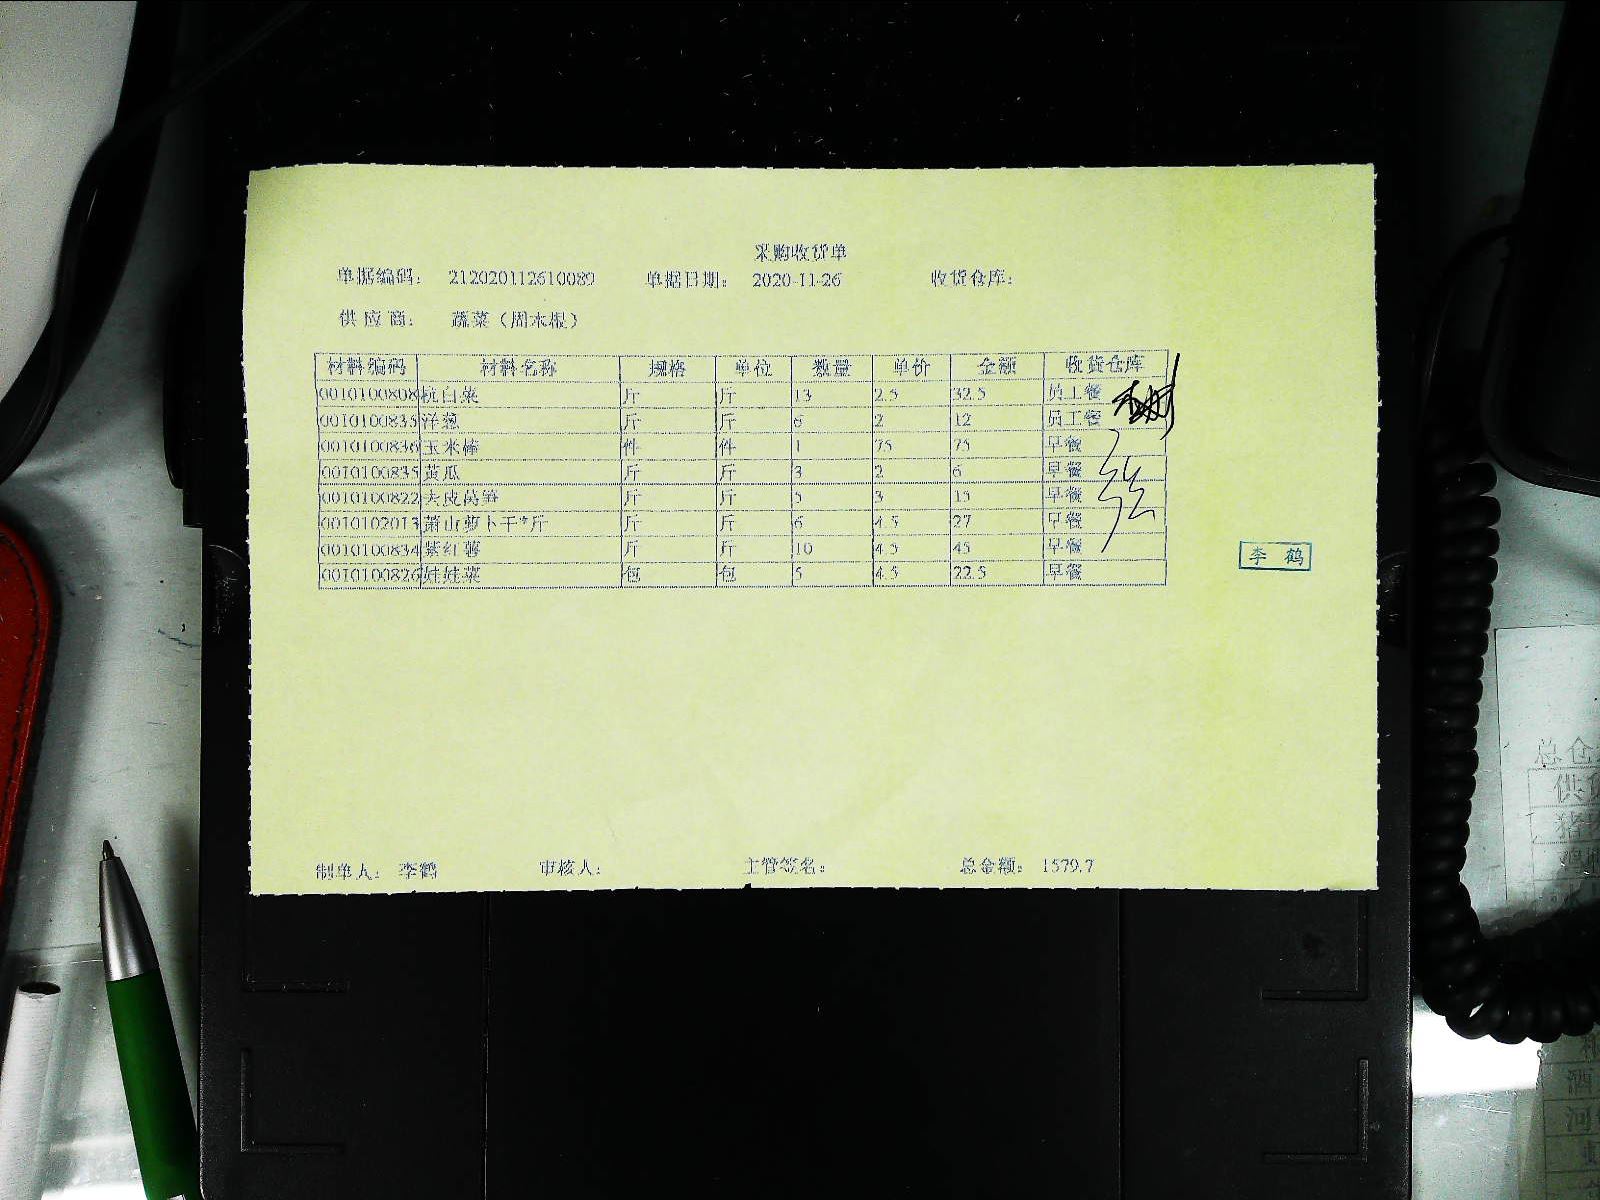 采购收货单
单据编码： 212020112610089 单据日期： 2020-11-26 收货仓库：
供应商： 蔬菜（周木根）
材料编码 材料名称 规格 单位 数量 单价 金额 收货仓库
0010100808 杭白菜 斤 斤 13 2.5 32.5 员工餐
0010100835 洋葱 斤 斤 6 2 12 员工餐
0010100836 玉米棒 件 件 1 75 75 早餐
0010100835 黄瓜 斤 斤 3 2 6 早餐
0010100822 去皮莴笋 斤 斤 5 3 15 早餐
0010102013 萧山萝卜干*斤 斤 斤 6 4.5 27 早餐
0010100834 紫红薯 斤 斤 10 4.5 45 早餐
0010100826 娃娃菜 包 包 5 4.5 22.5 早餐
李鹤
制单人： 李鹤 审核人： 主管签名： 总金额： 1579.7
总仓
供
猪
鸡
酒
河